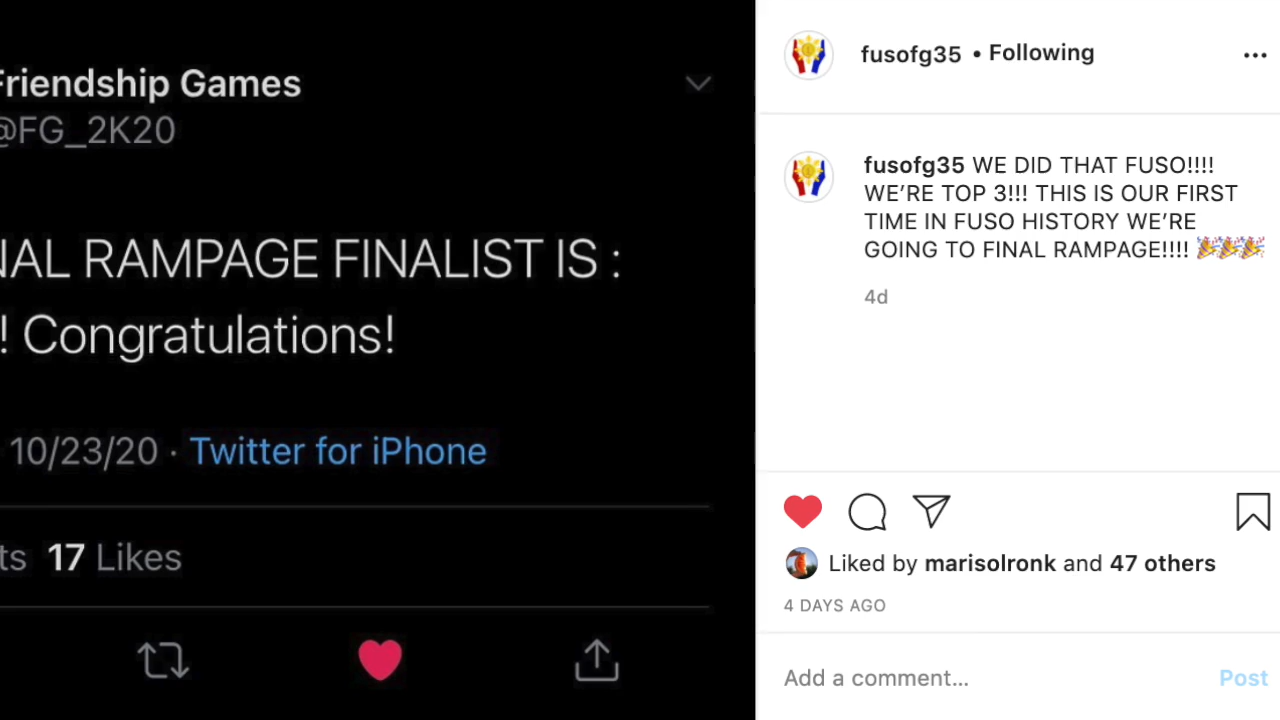 Friendship Games
@FG_2K20
NAL RAMPAGE FINALIST IS :
! Congratulations!
10/23/20 · Twitter for iPhone
ts 17 Likes
fusofg35 • Following
fusofg35 WE DID THAT FUSO!!!!
WE’RE TOP 3!!! THIS IS OUR FIRST
TIME IN FUSO HISTORY WE’RE
GOING TO FINAL RAMPAGE!!!! 🎉🎉🎉
4d
Liked by marisolronk and 47 others
4 DAYS AGO
Add a comment...
Post